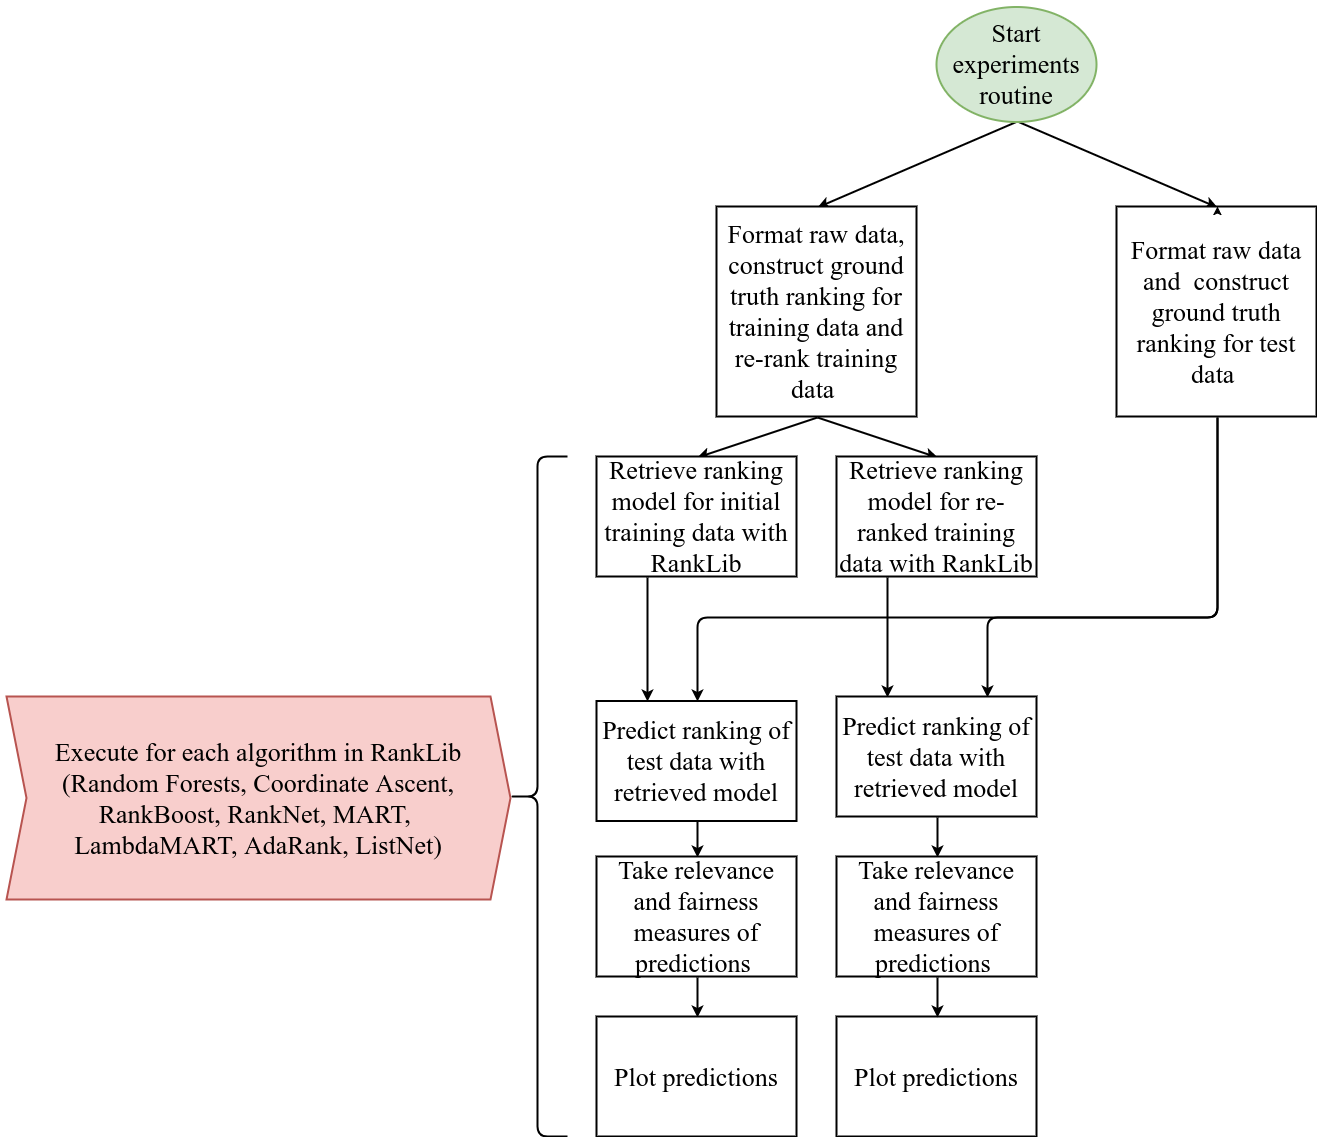 Start
experiments
routine
Format raw data,
construct ground
truth ranking for
training data and
re-rank training
data
Format raw data
and construct
ground truth
ranking for test
data
Retrieve ranking
model for initial
training data with
RankLib
Retrieve ranking
model for re-
ranked training
data with RankLib
Execute for each algorithm in RankLib
(Random Forests, Coordinate Ascent,
RankBoost, RankNet, MART,
LambdaMART, AdaRank, ListNet)
Predict ranking of
test data with
retrieved model
Predict ranking of
test data with
retrieved model
Take relevance
and fairness
measures of
predictions
Take relevance
and fairness
measures of
predictions
Plot predictions
Plot predictions